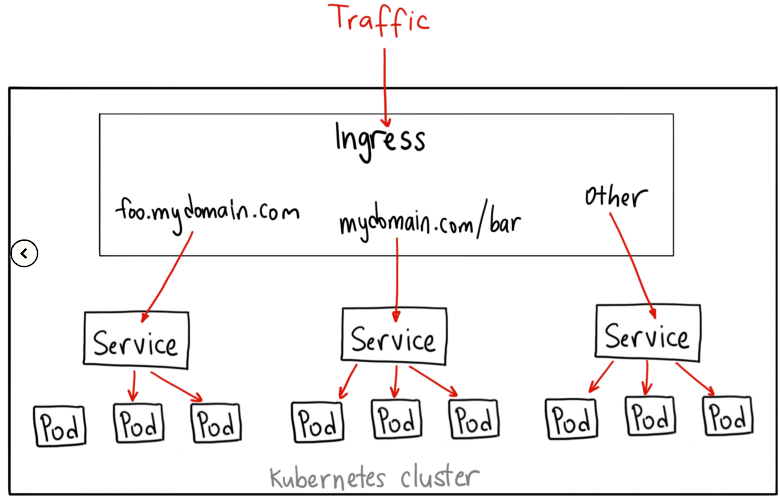 Traffic
Ingress
foo.mydomain.com
mydomain.com/bar
Other
Service
Service
Service
Pod
Pod
Pod
Pod
Pod
Pod
Pod
Pod
Pod
Kubernetes cluster